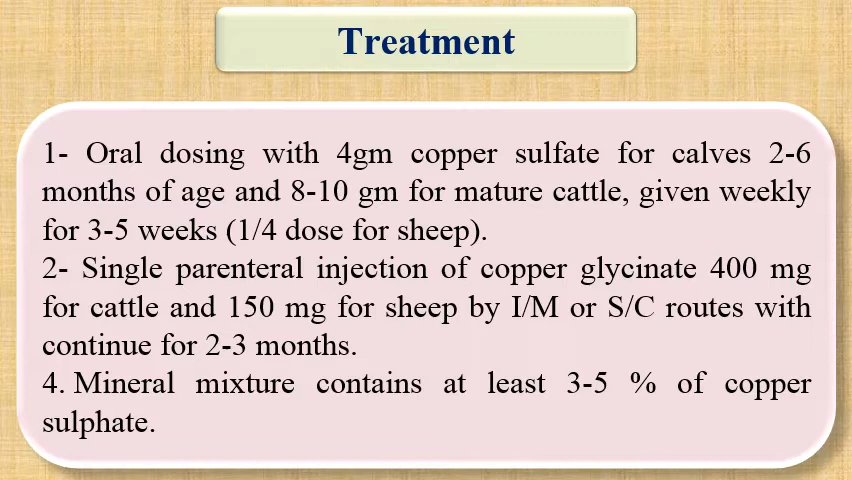 Treatment
1- Oral dosing with 4gm copper sulfate for calves 2-6
months of age and 8-10 gm for mature cattle, given weekly
for 3-5 weeks (1/4 dose for sheep).
2- Single parenteral injection of copper glycinate 400 mg
for cattle and 150 mg for sheep by I/M or S/C routes with
continue for 2-3 months.
4. Mineral mixture contains at least 3-5 % of copper
sulphate.